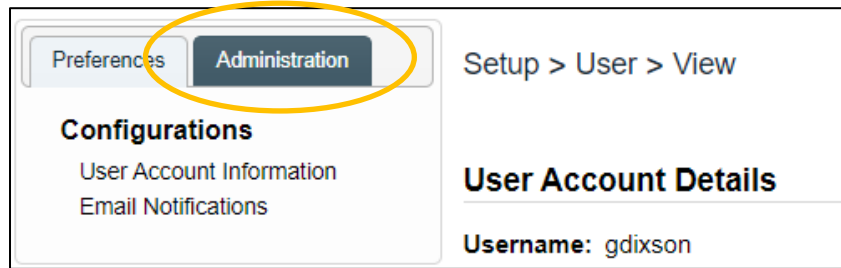 Preferences
Administration
Configurations
User Account Information
Email Notifications
Setup > User > View
User Account Details
Username: gdixson